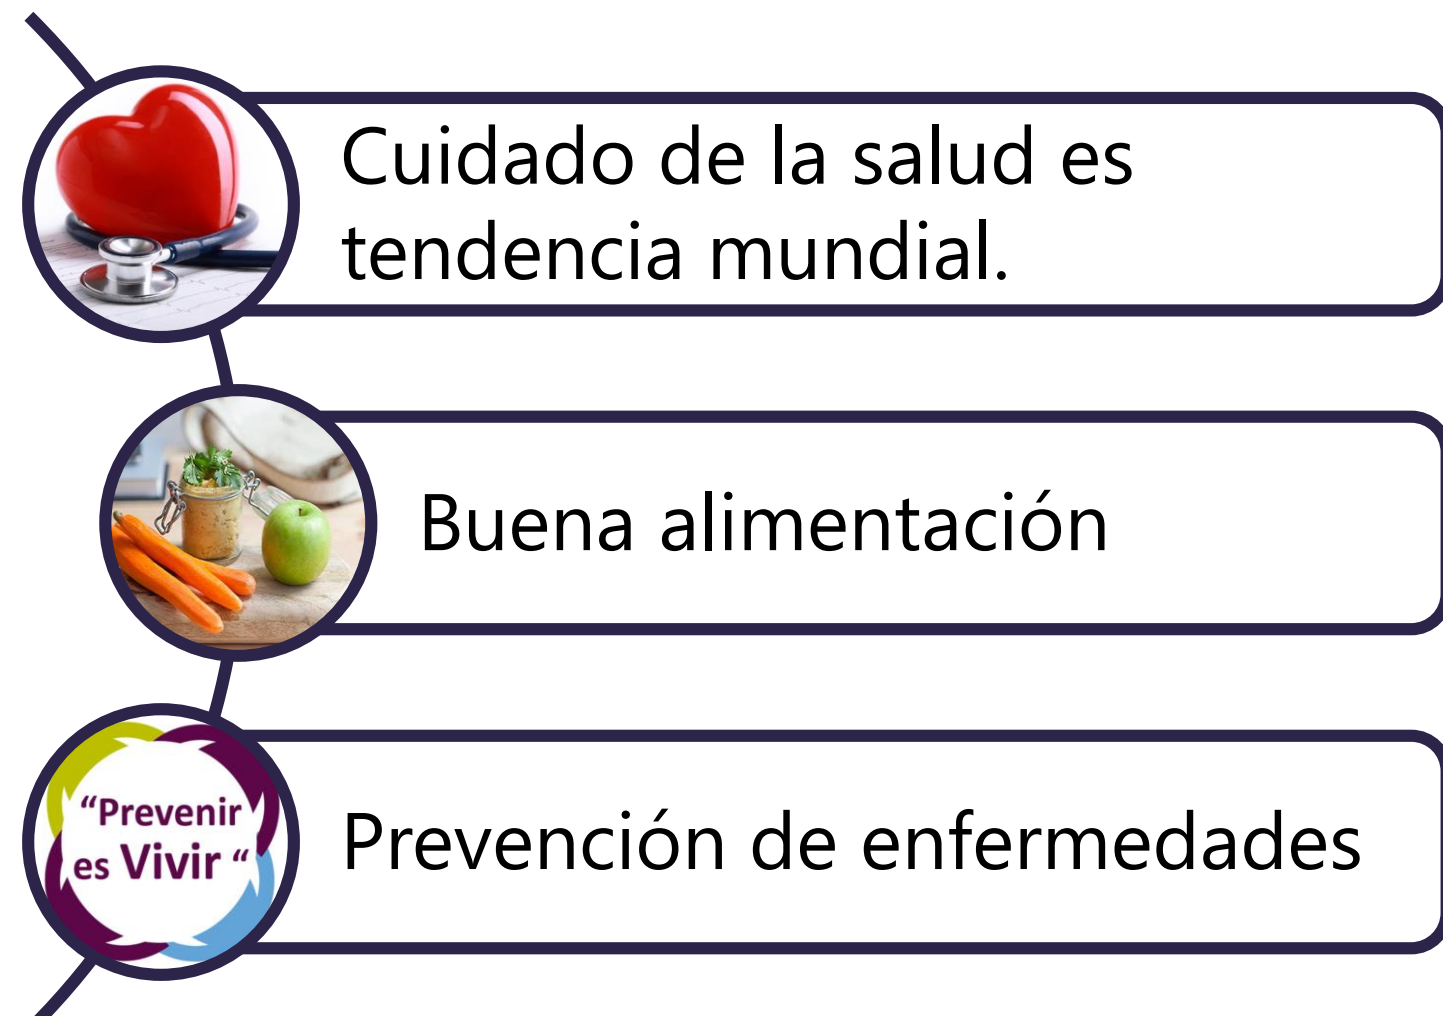 Cuidado de la salud es
tendencia mundial.
Buena alimentación
“Prevenir
es Vivir “
Prevención de enfermedades